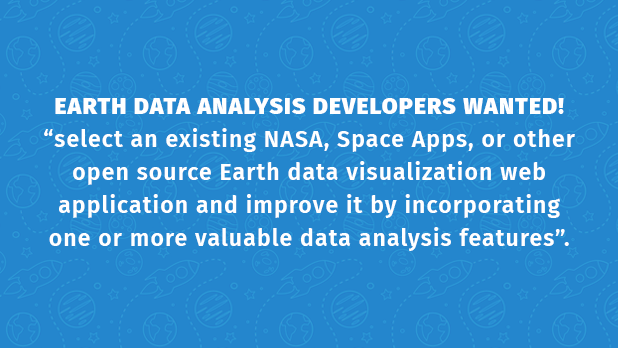 EARTH DATA ANALYSIS DEVELOPERS WANTED!
“select an existing NASA, Space Apps, or other
open source Earth data visualization web
application and improve it by incorporating
one or more valuable data analysis features”.